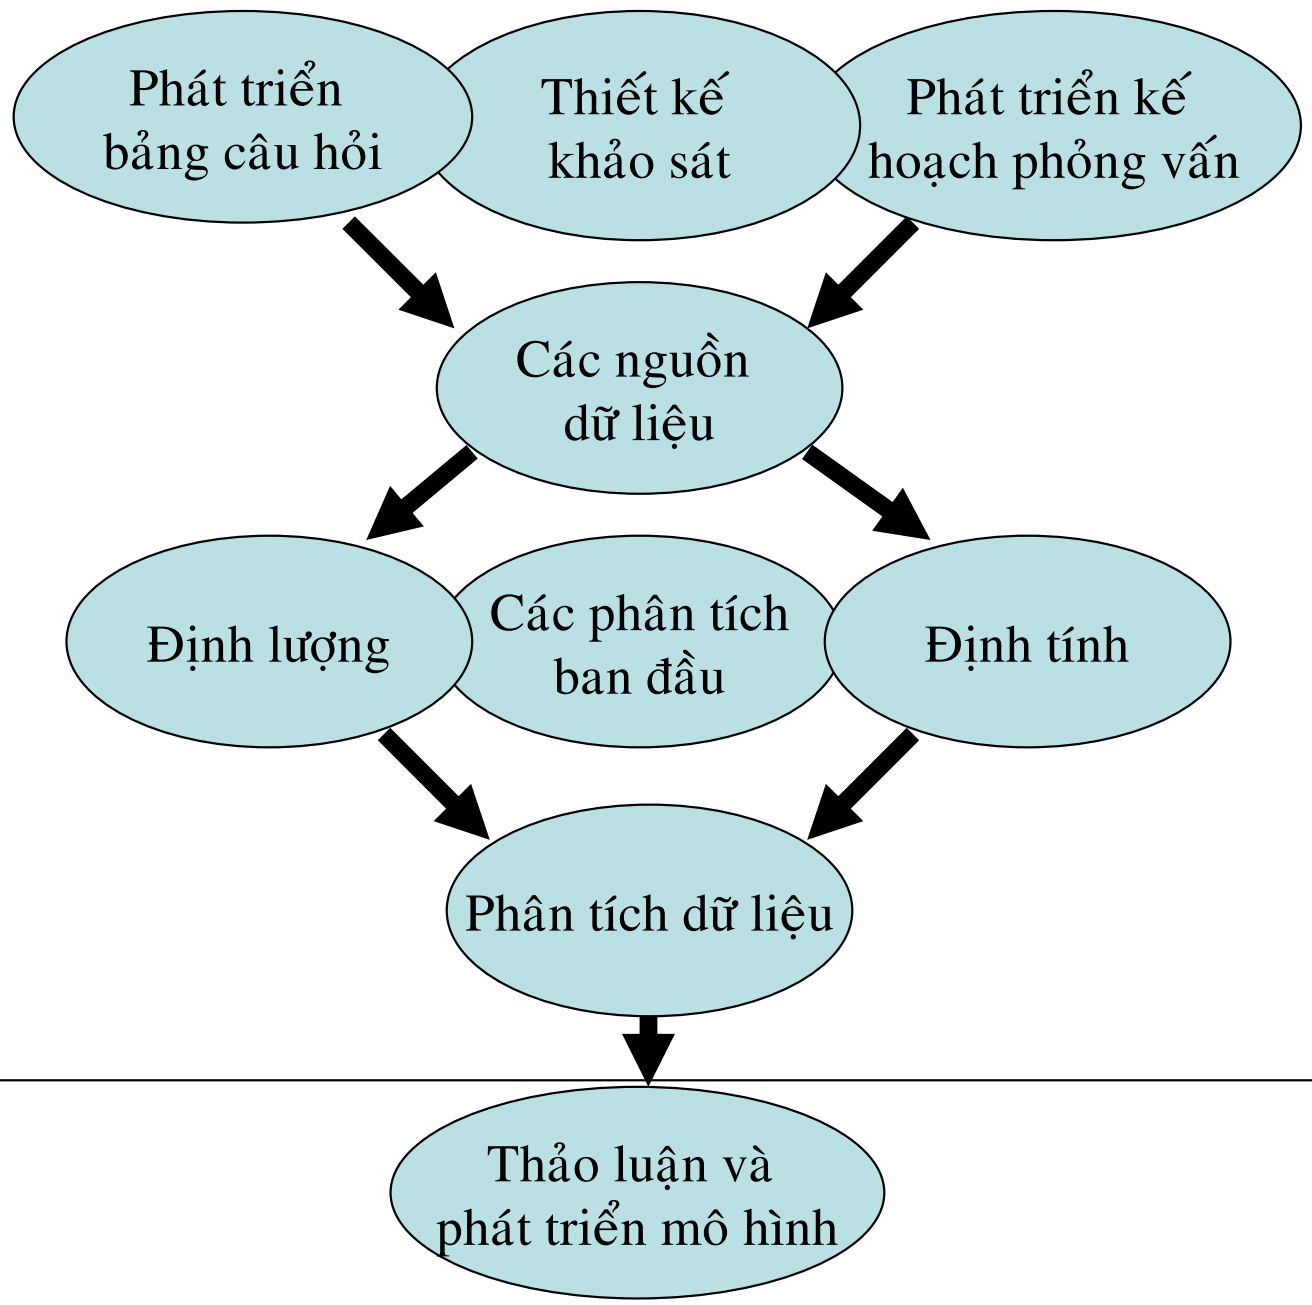 Phát triển
bảng câu hỏi
Thiết kế
khảo sát
Phát triển kế
hoạch phỏng vấn
Các nguồn
dữ liệu
Định lượng
Các phân tích
ban đầu
Định tính
Phân tích dữ liệu
Thảo luận và
phát triển mô hình